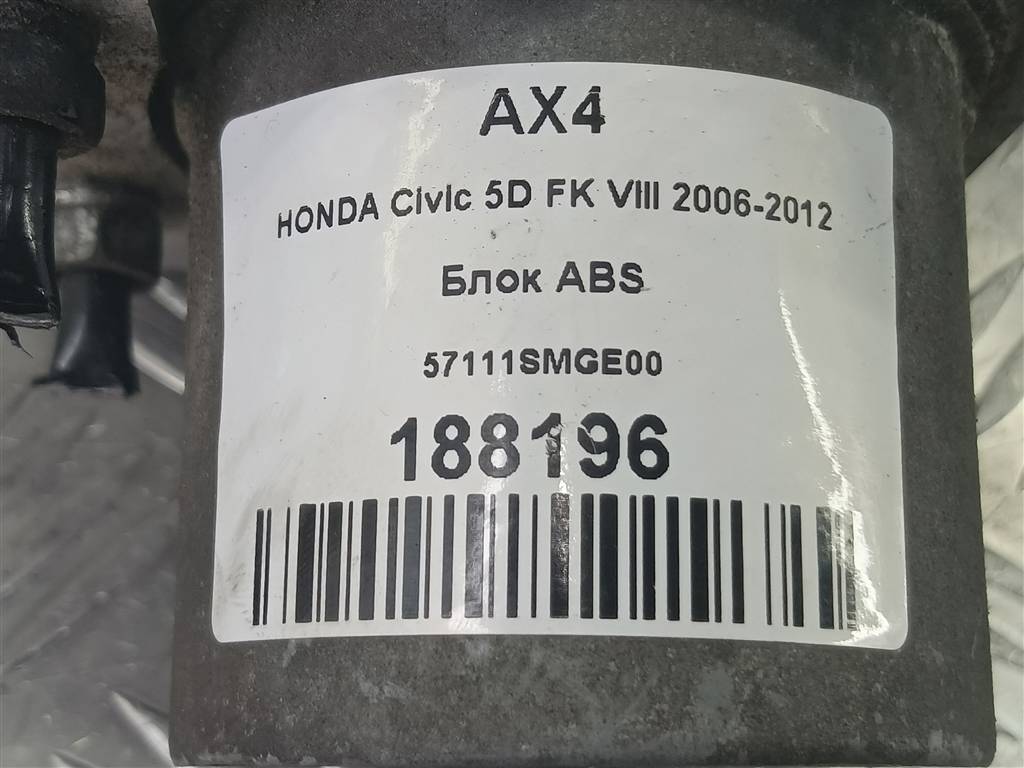 AX4
HONDA Civic 5D FK VIII 2006-2012
Блок ABS
57111SMGE00
188196